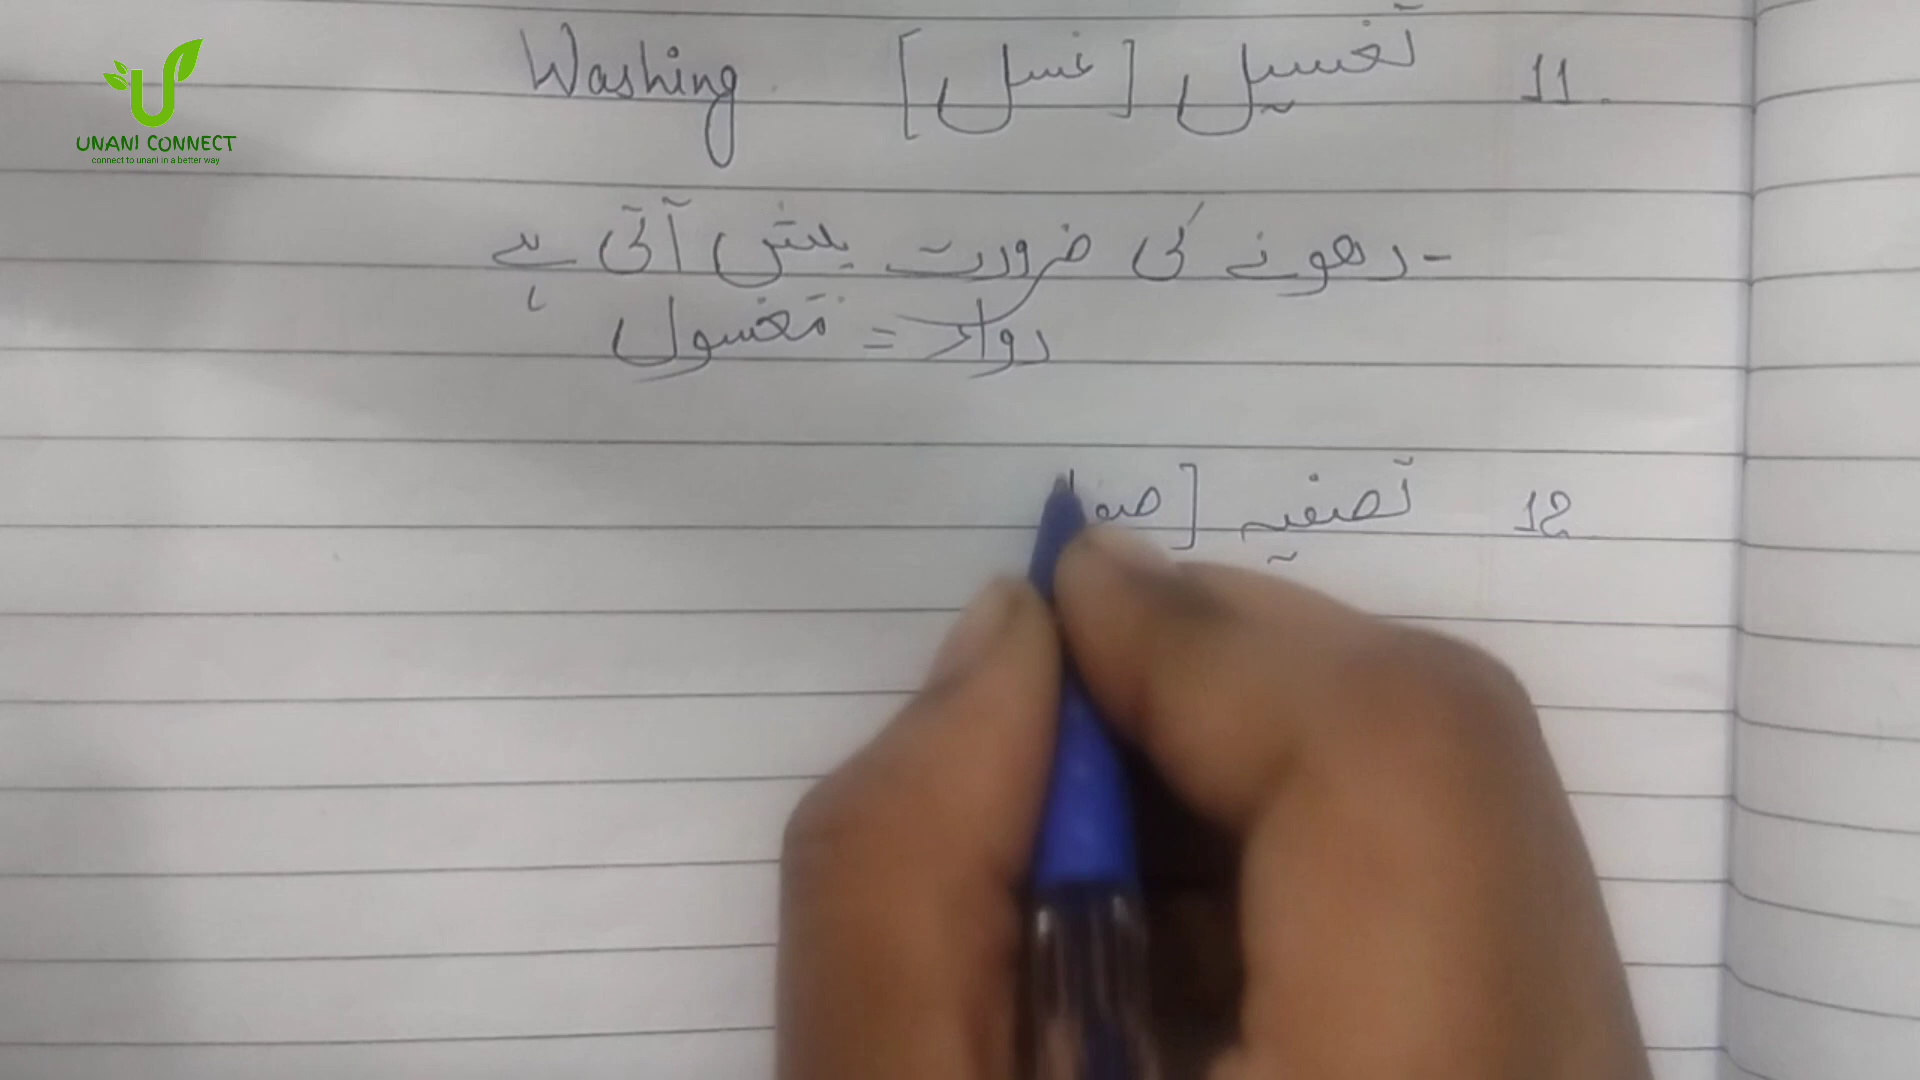 UNANI CONNECT
connect to unani in a better way
11. تغسیل [غسل] Washing
- دھونے کی ضرورت پیش آتی ہے
دواء = مغسول
12 تصفیہ [صو